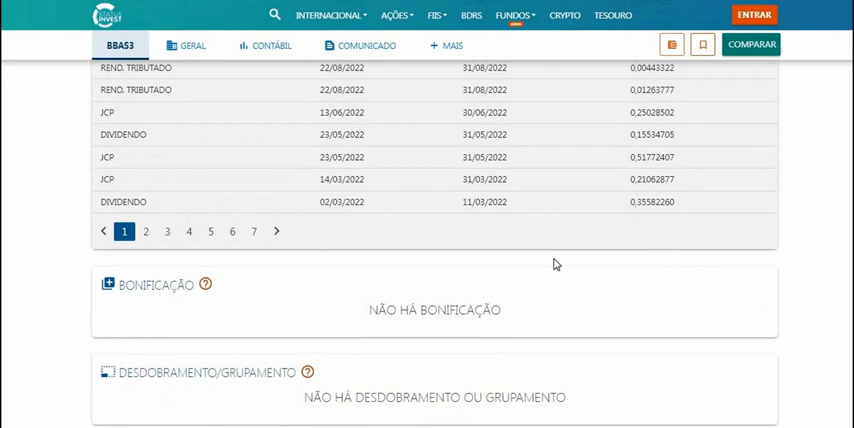 STATUS INVEST
INTERNACIONAL AÇÕES FIIS BDRS FUNDOS CRYPTO TESOURO ENTRAR
BBAS3 GERAL CONTÁBIL COMUNICADO + MAIS COMPARAR
REND. TRIBUTADO 22/08/2022 31/08/2022 0,00443322
REND. TRIBUTADO 22/08/2022 31/08/2022 0,01263777
JCP 13/06/2022 30/06/2022 0,25028502
DIVIDENDO 23/05/2022 31/05/2022 0,15534705
JCP 23/05/2022 31/05/2022 0,51772407
JCP 14/03/2022 31/03/2022 0,21062877
DIVIDENDO 02/03/2022 11/03/2022 0,35582260
1 2 3 4 5 6 7
BONIFICAÇÃO ?
NÃO HÁ BONIFICAÇÃO
DESDOBRAMENTO/GRUPAMENTO ?
NÃO HÁ DESDOBRAMENTO OU GRUPAMENTO